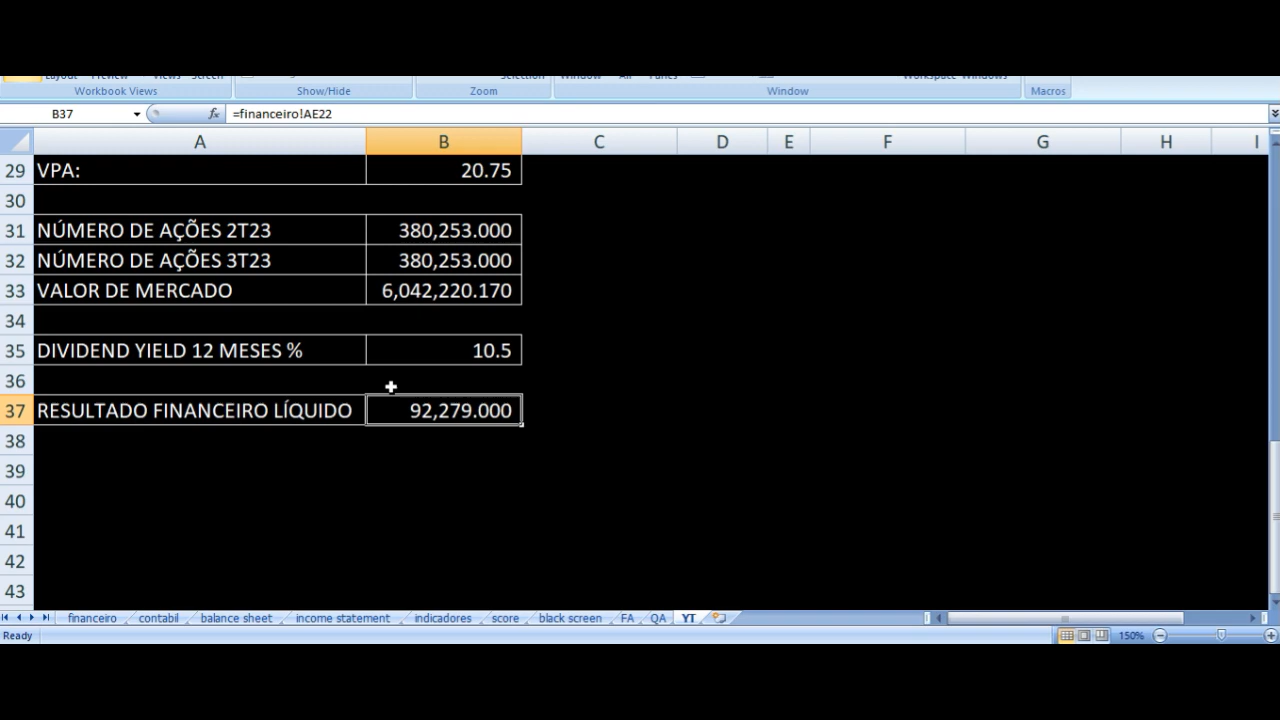 Workbook Views Show/Hide Zoom Window Macros
B37 fx =financeiro!AE22
A B C D E F G H I
29 VPA: 20.75
30
31 NÚMERO DE AÇÕES 2T23 380,253.000
32 NÚMERO DE AÇÕES 3T23 380,253.000
33 VALOR DE MERCADO 6,042,220.170
34
35 DIVIDEND YIELD 12 MESES % 10.5
36
37 RESULTADO FINANCEIRO LÍQUIDO 92,279.000
38
39
40
41
42
43
financeiro contabil balance sheet income statement indicadores score black screen FA QA YT
Ready 150%